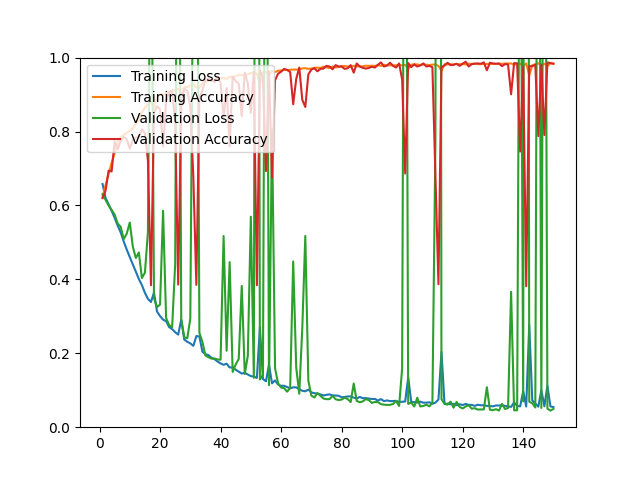 1.0
0.8
0.6
0.4
0.2
0.0
Training Loss
Training Accuracy
Validation Loss
Validation Accuracy
0 20 40 60 80 100 120 140